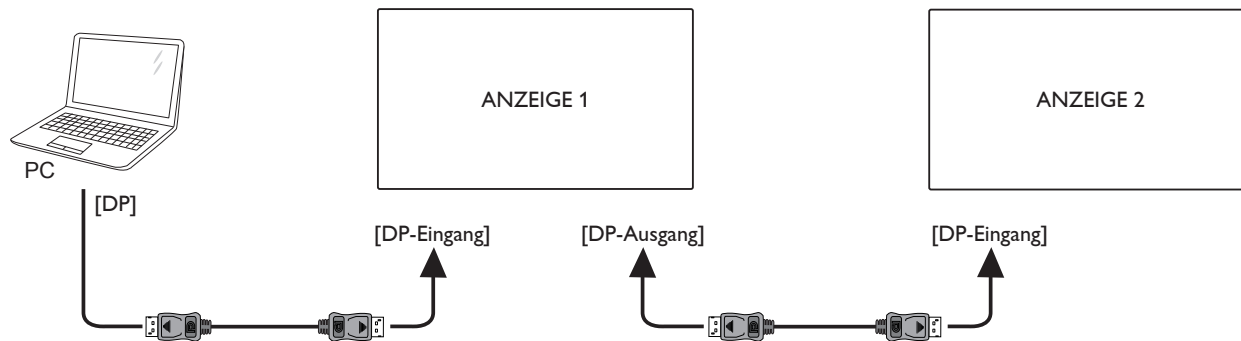 ANZEIGE 1
ANZEIGE 2
PC
[DP]
[DP-Eingang]
[DP-Ausgang]
[DP-Eingang]